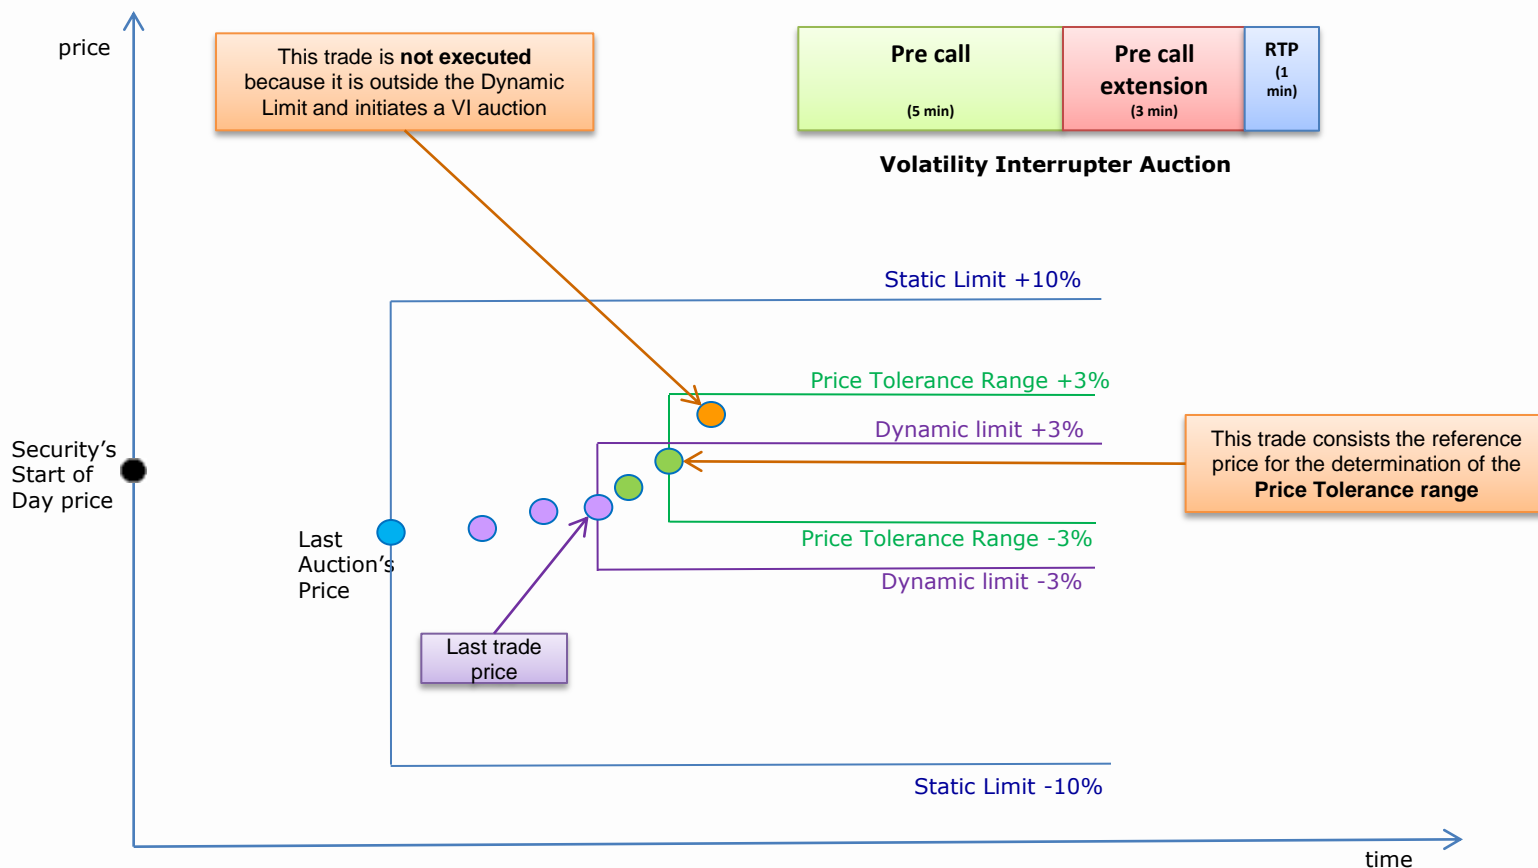 price
This trade is not executed
because it is outside the Dynamic
Limit and initiates a VI auction
Pre call
(5 min)
Pre call
extension
(3 min)
RTP
(1
min)
Volatility Interrupter Auction
Static Limit +10%
Price Tolerance Range +3%
Dynamic limit +3%
This trade consists the reference
price for the determination of the
Price Tolerance range
Security's
Start of
Day price
Last
Auction's
Price
Price Tolerance Range -3%
Dynamic limit -3%
Last trade
price
Static Limit -10%
time